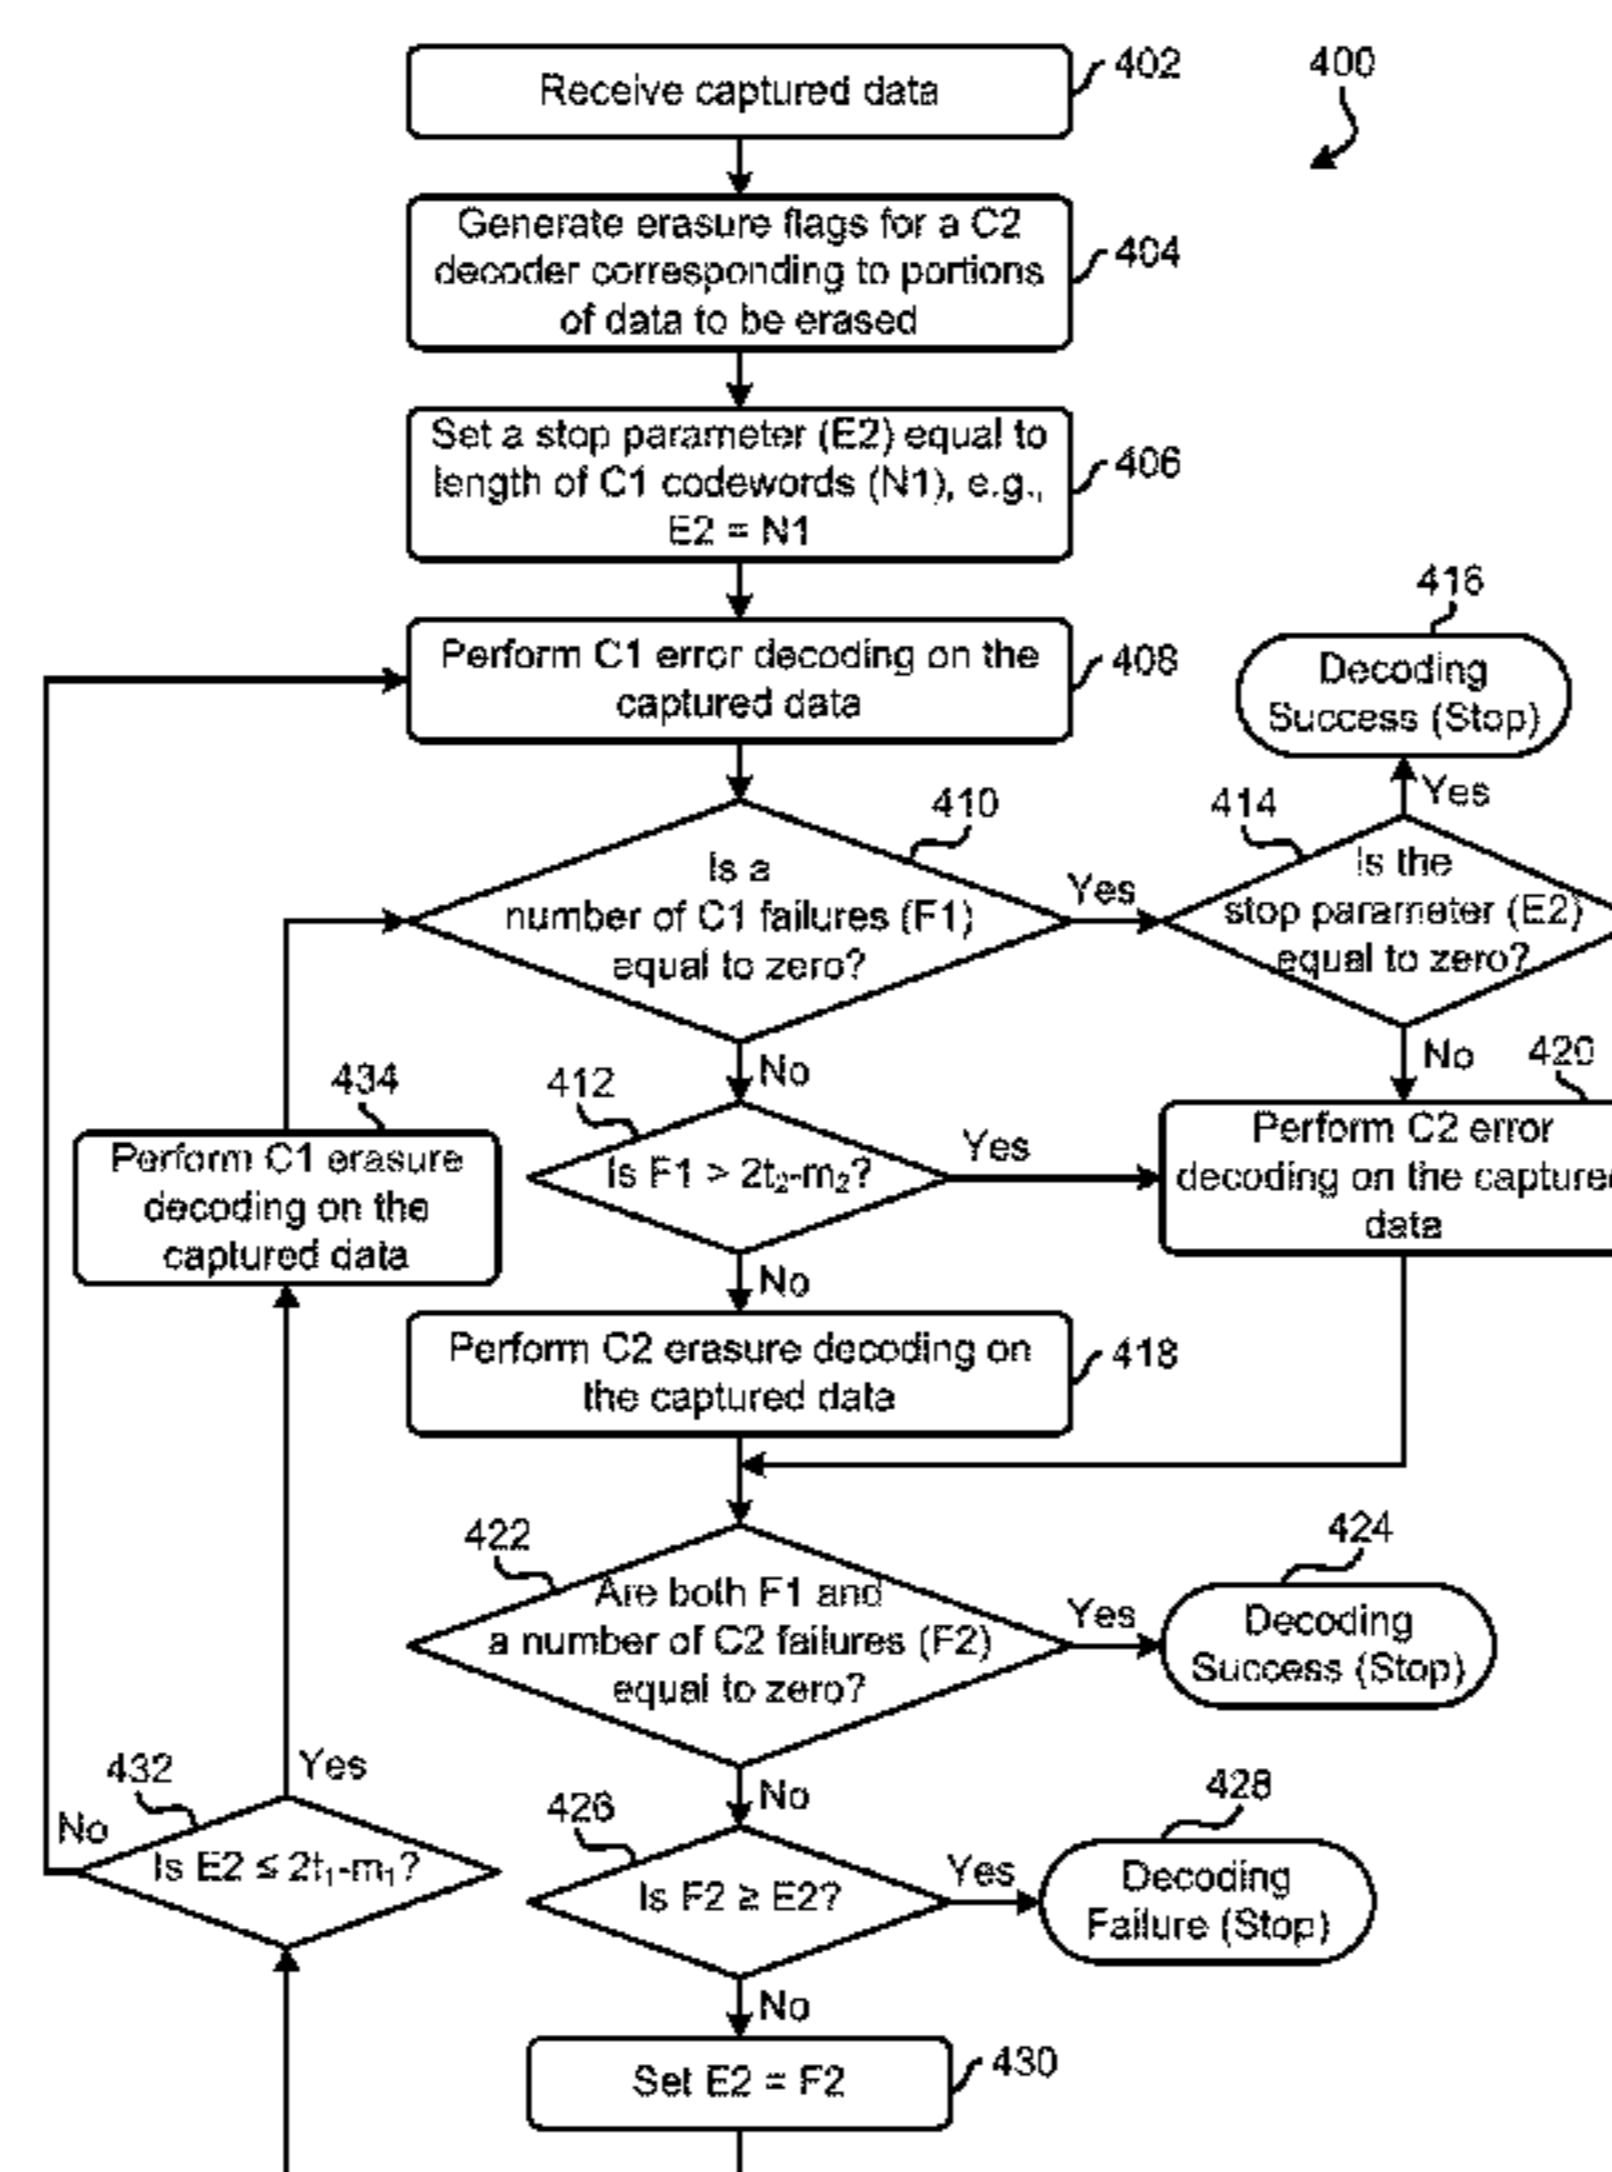 Receive captured data
402
400
Generate erasure flags for a C2
decoder corresponding to portions
of data to be erased
404
Set a stop parameter (E2) equal to
length of C1 codewords (N1), e.g.,
E2 = N1
406
Perform C1 error decoding on the
captured data
408
416
Decoding
Success (Stop)
Yes
410
Is a
number of C1 failures (F1)
equal to zero?
Yes
414
Is the
stop parameter (E2)
equal to zero?
No
No
420
Perform C2 error
decoding on the capture
data
434
Perform C1 erasure
decoding on the
captured data
412
Is F1 > 2t₂-m₂?
Yes
No
Perform C2 erasure decoding on
the captured data
418
422
Are both F1 and
a number of C2 failures (F2)
equal to zero?
Yes
424
Decoding
Success (Stop)
No
432
Yes
No
Is E2 ≤ 2t₁-m₁?
426
Is F2 ≥ E2?
Yes
428
Decoding
Failure (Stop)
No
Set E2 = F2
430